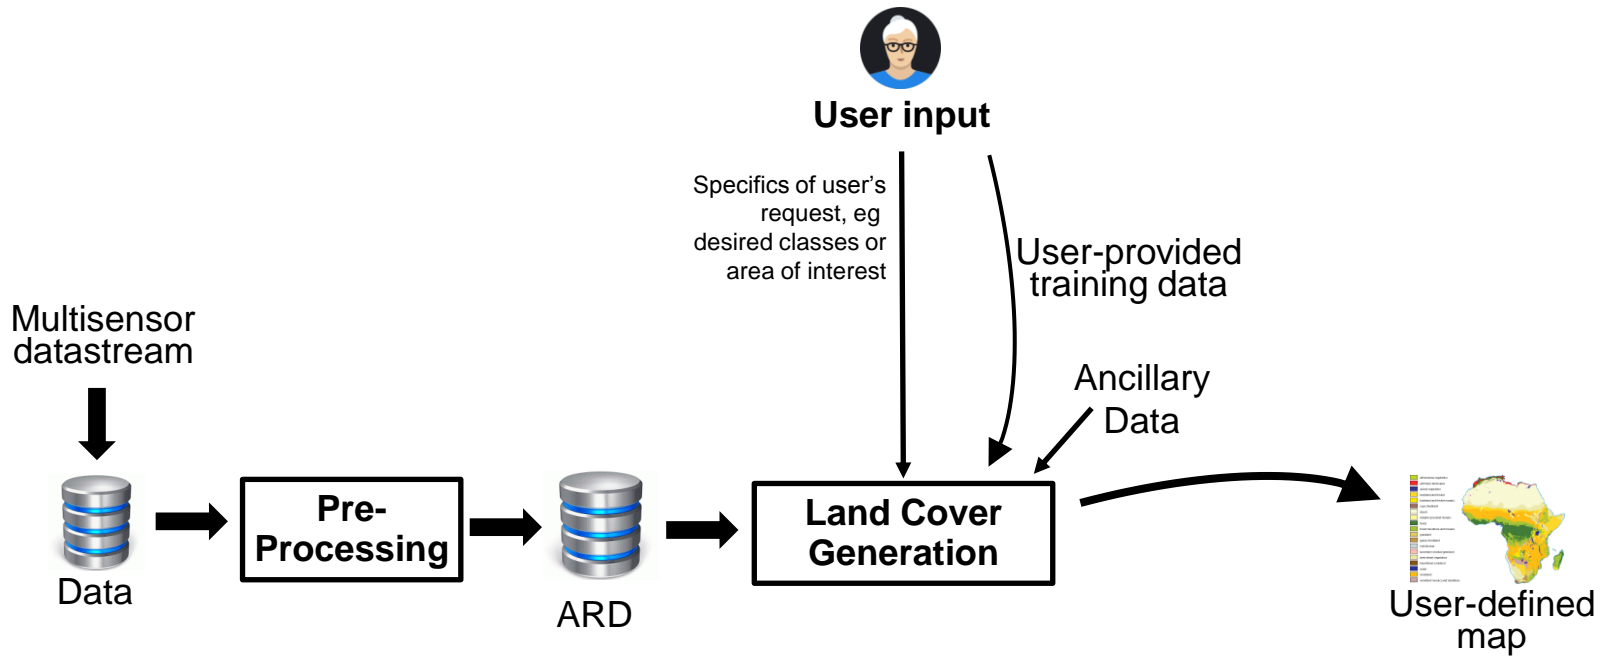 User input
Specifics of user's
request, eg
desired classes or
area of interest
User-provided
training data
Multisensor
datastream
Ancillary
Data
Pre-
Processing
Land Cover
Generation
Data
ARD
User-defined
map